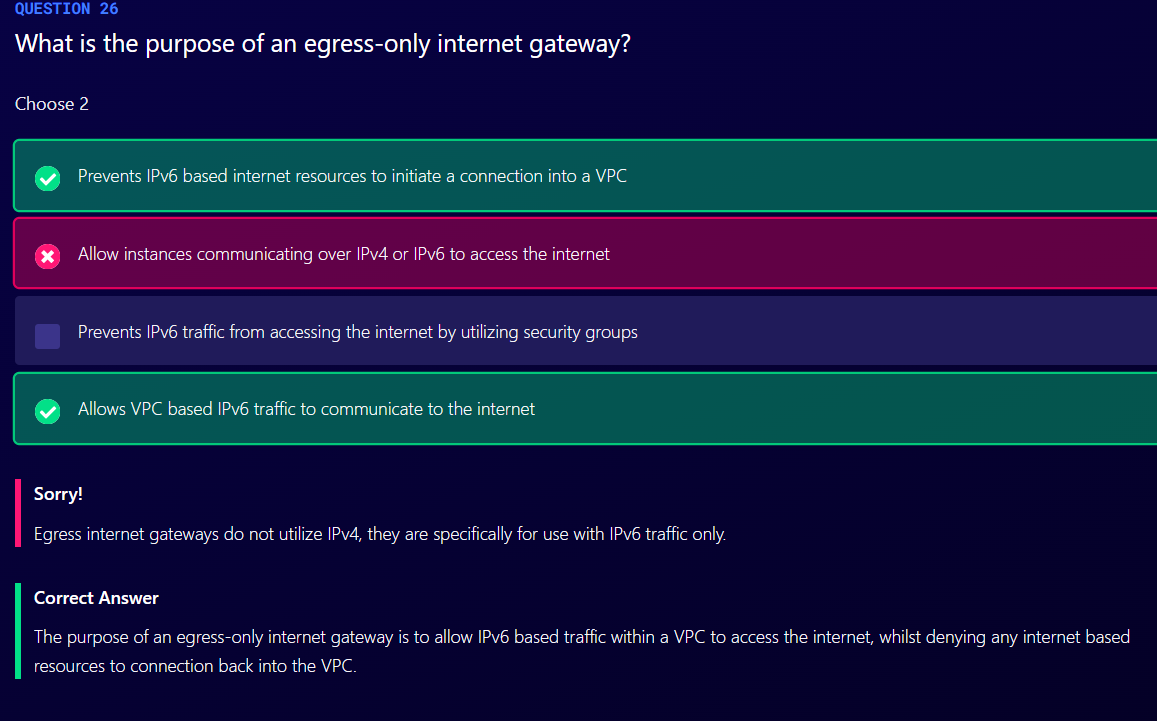 QUESTION 26
What is the purpose of an egress-only internet gateway?
Choose 2
Prevents IPv6 based internet resources to initiate a connection into a VPC
Allow instances communicating over IPv4 or IPv6 to access the internet
Prevents IPv6 traffic from accessing the internet by utilizing security groups
Allows VPC based IPv6 traffic to communicate to the internet
Sorry!
Egress internet gateways do not utilize IPv4, they are specifically for use with IPv6 traffic only.
Correct Answer
The purpose of an egress-only internet gateway is to allow IPv6 based traffic within a VPC to access the internet, whilst denying any internet based
resources to connection back into the VPC.